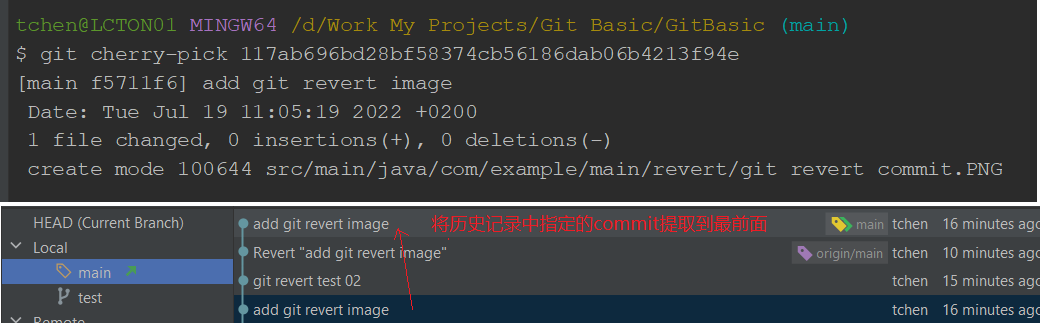 tchen@LCTON01 MINGW64 /d/Work My Projects/Git Basic/GitBasic (main)
$ git cherry-pick 117ab696bd28bf58374cb56186dab06b4213f94e
[main f5711f6] add git revert image
Date: Tue Jul 19 11:05:19 2022 +0200
1 file changed, 0 insertions(+), 0 deletions(-)
create mode 100644 src/main/java/com/example/main/revert/git revert commit.PNG
HEAD (Current Branch)
Local
main
test
Remote
add git revert image 将历史记录中指定的commit提取到最前面 main tchen 16 minutes ago
Revert "add git revert image" origin/main tchen 10 minutes ago
git revert test 02 tchen 15 minutes ago
add git revert image tchen 16 minutes ago